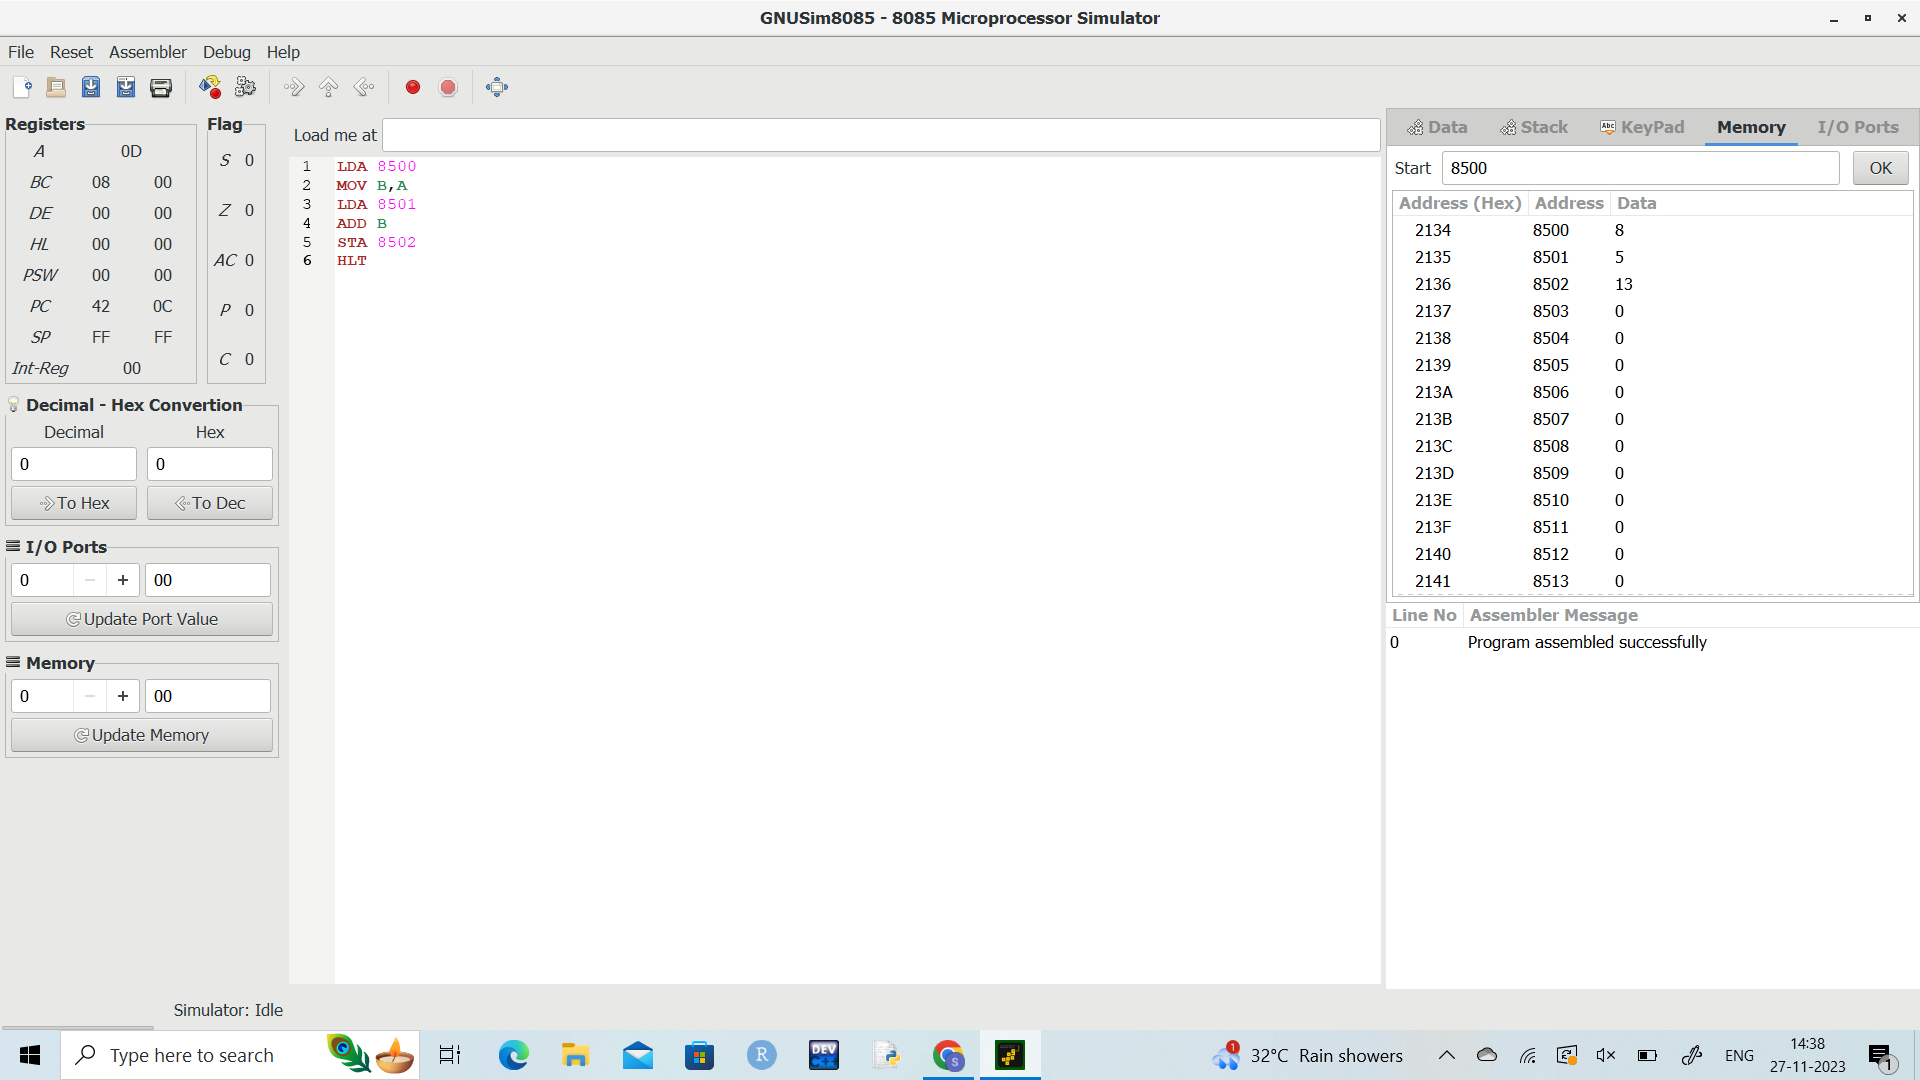 GNUSim8085 - 8085 Microprocessor Simulator
File Reset Assembler Debug Help
Registers
A 0D
BC 08 00
DE 00 00
HL 00 00
PSW 00 00
PC 42 0C
SP FF FF
Int-Reg 00
Flag
S 0
Z 0
AC 0
P 0
C 0
Decimal - Hex Convertion
Decimal Hex
0 0
To Hex To Dec
I/O Ports
0 - + 00
Update Port Value
Memory
0 - + 00
Update Memory
Load me at
1 LDA 8500
2 MOV B,A
3 LDA 8501
4 ADD B
5 STA 8502
6 HLT
Data Stack Abc KeyPad Memory I/O Ports
Start 8500 OK
Address (Hex) Address Data
2134 8500 8
2135 8501 5
2136 8502 13
2137 8503 0
2138 8504 0
2139 8505 0
213A 8506 0
213B 8507 0
213C 8508 0
213D 8509 0
213E 8510 0
213F 8511 0
2140 8512 0
2141 8513 0
Line No Assembler Message
0 Program assembled successfully
Simulator: Idle
Type here to search
R
DEV
C++
S
1
32°C Rain showers
ENG
14:38
27-11-2023
1